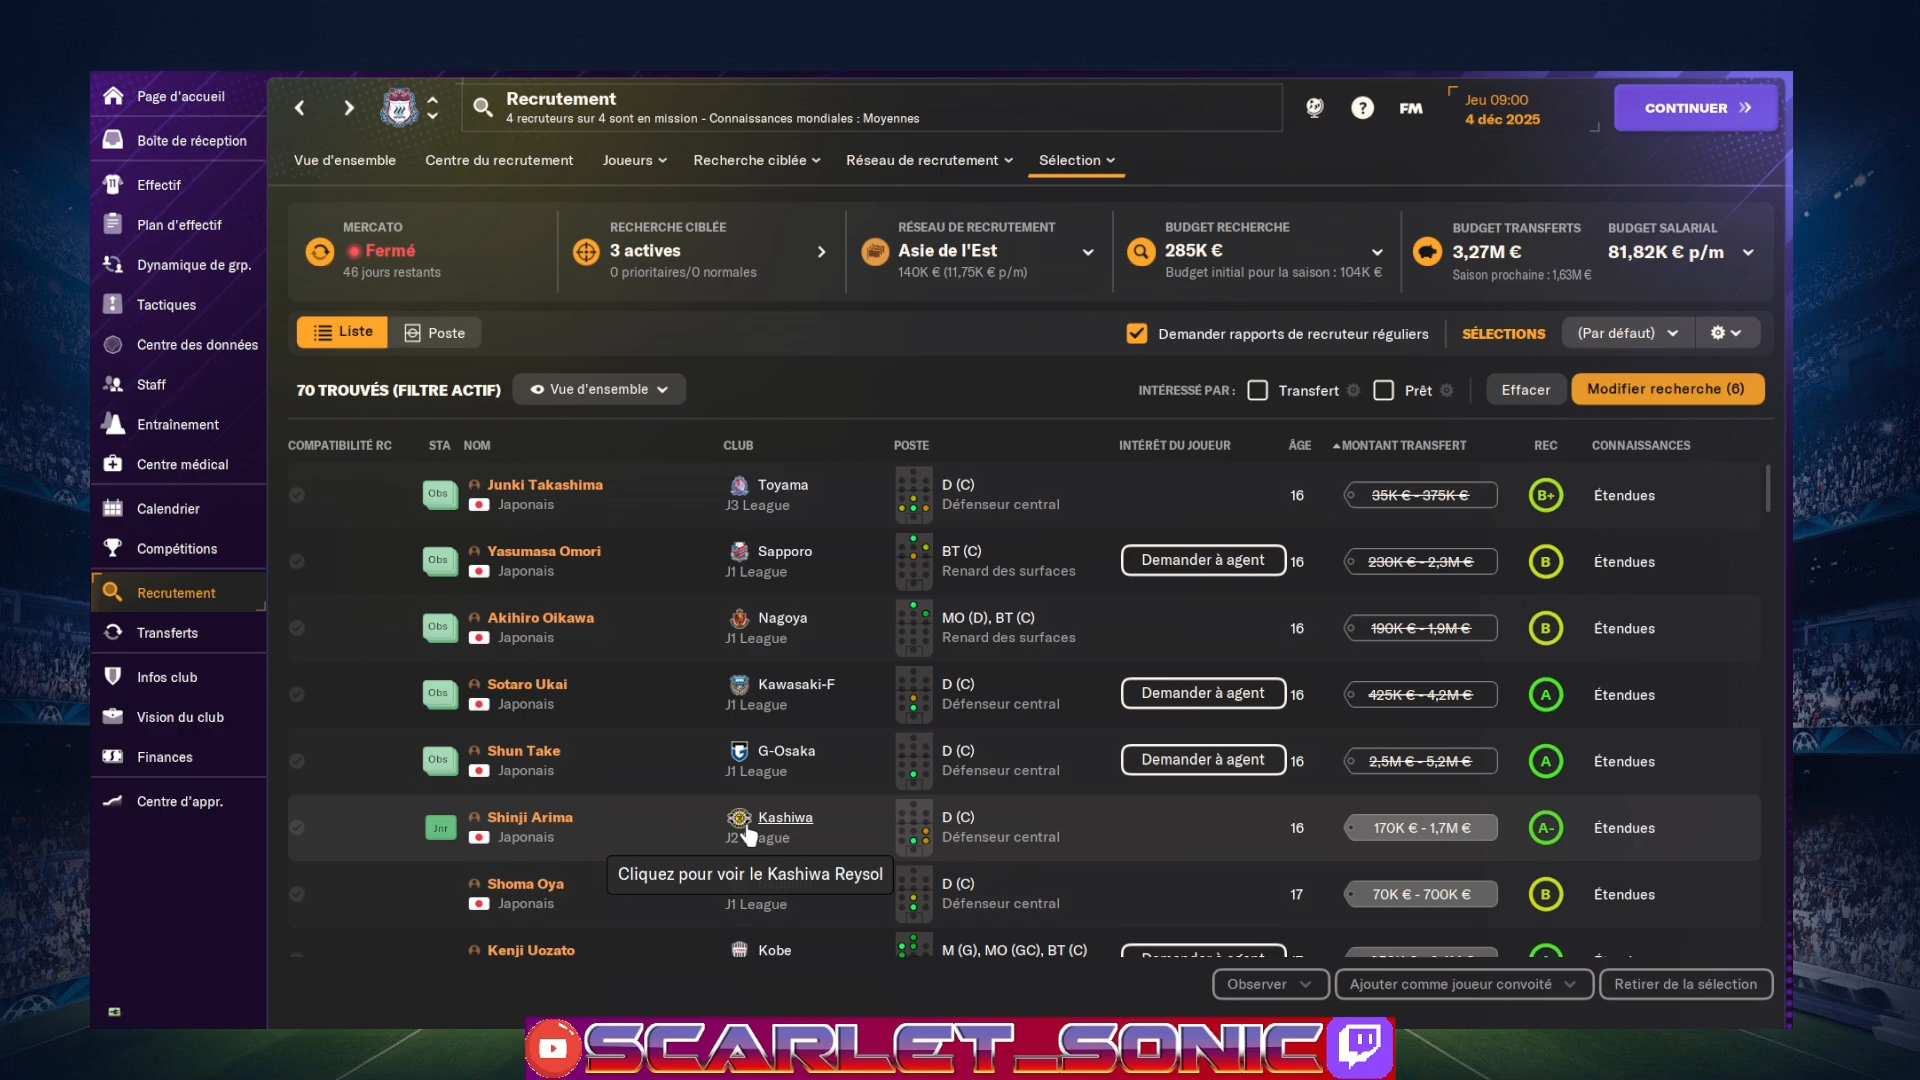 Page d'accueil
Boîte de réception
Effectif
Plan d'effectif
Dynamique de grp.
Tactiques
Centre des données
Staff
Entraînement
Centre médical
Calendrier
Compétitions
Recrutement
Transferts
Infos club
Vision du club
Finances
Centre d'appr.
Recrutement
4 recruteurs sur 4 sont en mission - Connaissances mondiales : Moyennes
?
FM
Jeu 09:00
4 déc 2025
CONTINUER
Vue d'ensemble Centre du recrutement Joueurs Recherche ciblée Réseau de recrutement Sélection
MERCATO
Fermé
46 jours restants
RECHERCHE CIBLÉE
3 actives
0 prioritaires/0 normales
RÉSEAU DE RECRUTEMENT
Asie de l'Est
140K € (11,75K € p/m)
BUDGET RECHERCHE
285K €
Budget initial pour la saison : 104K €
BUDGET TRANSFERTS
3,27M €
Saison prochaine : 1,63M €
BUDGET SALARIAL
81,82K € p/m
Liste Poste
Demander rapports de recruteur réguliers SÉLECTIONS (Par défaut)
70 TROUVÉS (FILTRE ACTIF) Vue d'ensemble INTÉRESSÉ PAR : Transfert Prêt Effacer Modifier recherche (6)
COMPATIBILITÉ RC STA NOM CLUB POSTE INTÉRÊT DU JOUEUR ÂGE MONTANT TRANSFERT REC CONNAISSANCES
Obs Junki Takashima Toyama D (C) 16 35K € - 375K € B+ Étendues
Japonais J3 League Défenseur central
Obs Yasumasa Omori Sapporo BT (C) Demander à agent 16 230K € - 2,3M € B Étendues
Japonais J1 League Renard des surfaces
Obs Akihiro Oikawa Nagoya MO (D), BT (C) 16 190K € - 1,9M € B Étendues
Japonais J1 League Renard des surfaces
Obs Sotaro Ukai Kawasaki-F D (C) Demander à agent 16 425K € - 4,2M € A Étendues
Japonais J1 League Défenseur central
Obs Shun Take G-Osaka D (C) Demander à agent 16 2,5M € - 5,2M € A Étendues
Japonais J1 League Défenseur central
Jnr Shinji Arima Kashiwa D (C) 16 170K € - 1,7M € A- Étendues
Japonais J2 ague Défenseur central
Cliquez pour voir le Kashiwa Reysol
Shoma Oya D (C) 17 70K € - 700K € B Étendues
Japonais J1 League Défenseur central
Kenji Uozato Kobe M (G), MO (GC), BT (C) Demander à agent
Observer Ajouter comme joueur convoité Retirer de la sélection
SCARLET_SONIC